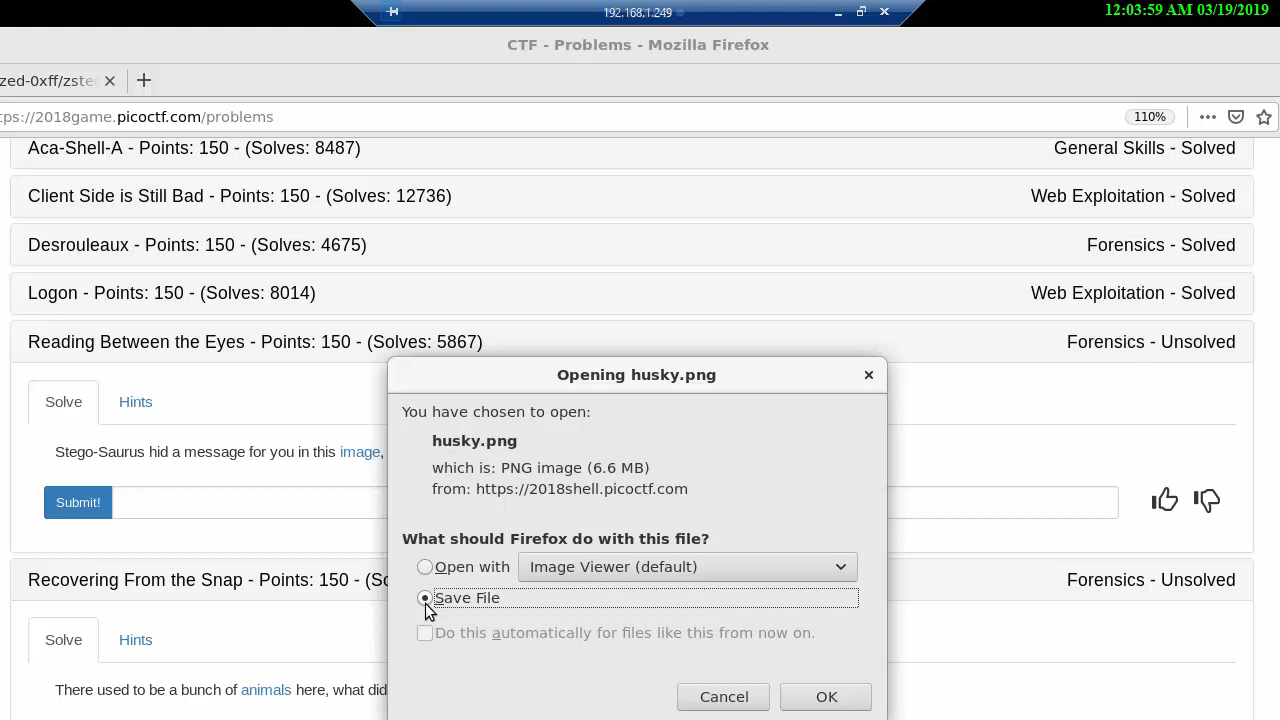 192.168.1.249
12:03:59 AM 03/19/2019
CTF - Problems - Mozilla Firefox
zed-0xff/zste
tps://2018game.picoctf.com/problems
110%
Aca-Shell-A - Points: 150 - (Solves: 8487) General Skills - Solved
Client Side is Still Bad - Points: 150 - (Solves: 12736) Web Exploitation - Solved
Desrouleaux - Points: 150 - (Solves: 4675) Forensics - Solved
Logon - Points: 150 - (Solves: 8014) Web Exploitation - Solved
Reading Between the Eyes - Points: 150 - (Solves: 5867) Forensics - Unsolved
Solve Hints
Stego-Saurus hid a message for you in this image,
Submit!
Opening husky.png
You have chosen to open:
husky.png
which is: PNG image (6.6 MB)
from: https://2018shell.picoctf.com
What should Firefox do with this file?
Open with Image Viewer (default)
Save File
Do this automatically for files like this from now on.
Cancel OK
Recovering From the Snap - Points: 150 - (So Forensics - Unsolved
Solve Hints
There used to be a bunch of animals here, what did